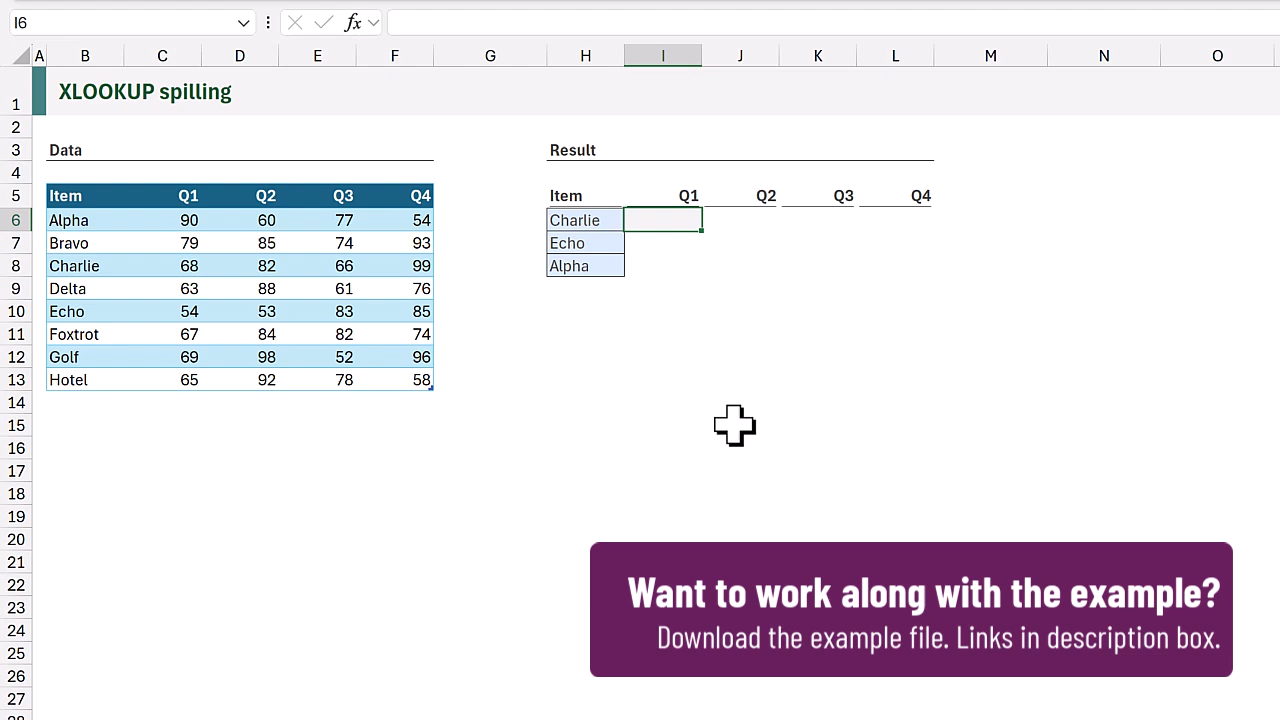 I6
fx
A B C D E F G H I J K L M N O
1 XLOOKUP spilling
2
3 Data Result
4
5 Item Q1 Q2 Q3 Q4 Item Q1 Q2 Q3 Q4
6 Alpha 90 60 77 54 Charlie
7 Bravo 79 85 74 93 Echo
8 Charlie 68 82 66 99 Alpha
9 Delta 63 88 61 76
10 Echo 54 53 83 85
11 Foxtrot 67 84 82 74
12 Golf 69 98 52 96
13 Hotel 65 92 78 58
14
15
16
17
18
19
20
21
22
23
24
25
26
27
28
Want to work along with the example?
Download the example file. Links in description box.